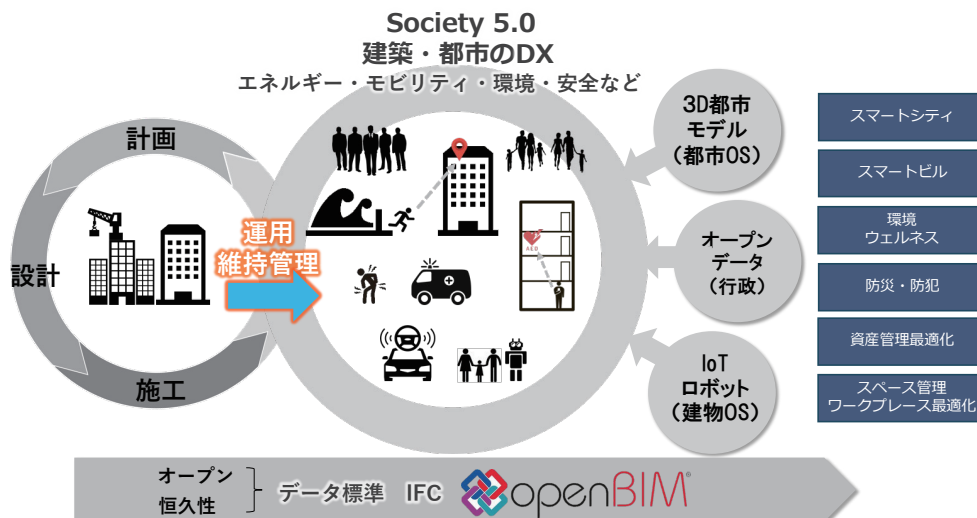 Society 5.0
建築・都市のDX
エネルギー・モビリティ・環境・安全など
計画
設計
施工
運用
維持管理
AED
3D都市
モデル
(都市OS)
オープン
データ
(行政)
IoT
ロボット
(建物OS)
スマートシティ
スマートビル
環境
ウェルネス
防災・防犯
資産管理最適化
スペース管理
ワークプレース最適化
オープン
恒久性
データ標準 IFC
openBIM®